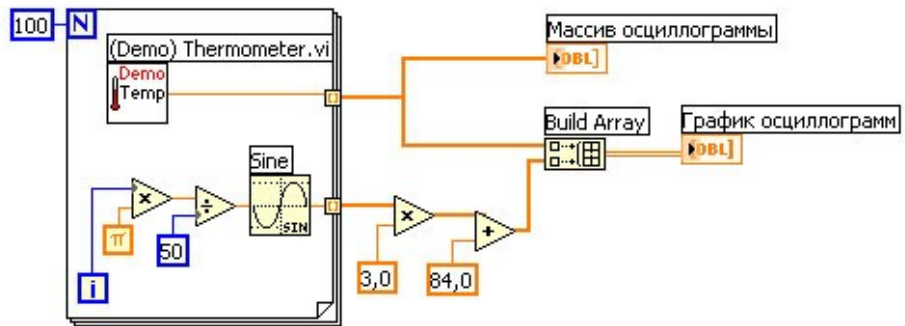 100 N
Массив осциллограммы
(Demo) Thermometer.vi
DBL]
Demo
Temp
Build Array
График осциллограмм
DBL]
Sine
SIN
×
÷
×
+
π
50
3,0
84,0
i